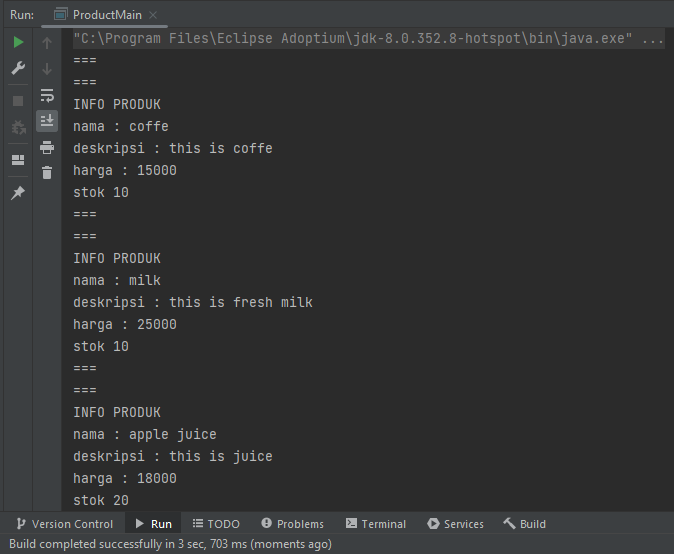 Run: ProductMain
"C:\Program Files\Eclipse Adoptium\jdk-8.0.352.8-hotspot\bin\java.exe" ...
===
===
INFO PRODUK
nama : coffe
deskripsi : this is coffe
harga : 15000
stok 10
===
===
INFO PRODUK
nama : milk
deskripsi : this is fresh milk
harga : 25000
stok 10
===
===
INFO PRODUK
nama : apple juice
deskripsi : this is juice
harga : 18000
stok 20
Version Control Run TODO Problems Terminal Services Build
Build completed successfully in 3 sec, 703 ms (moments ago)